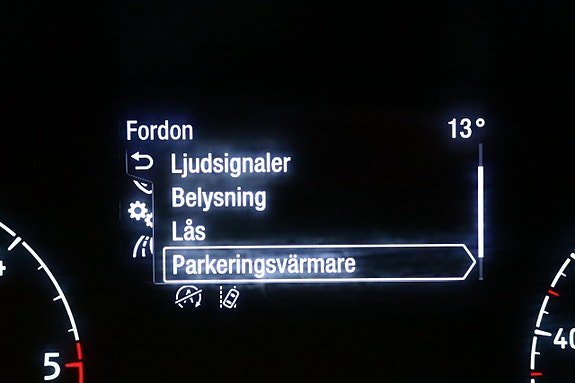 Fordon 13°
Ljudsignaler
Belysning
Lås
Parkeringsvärmare
5
40